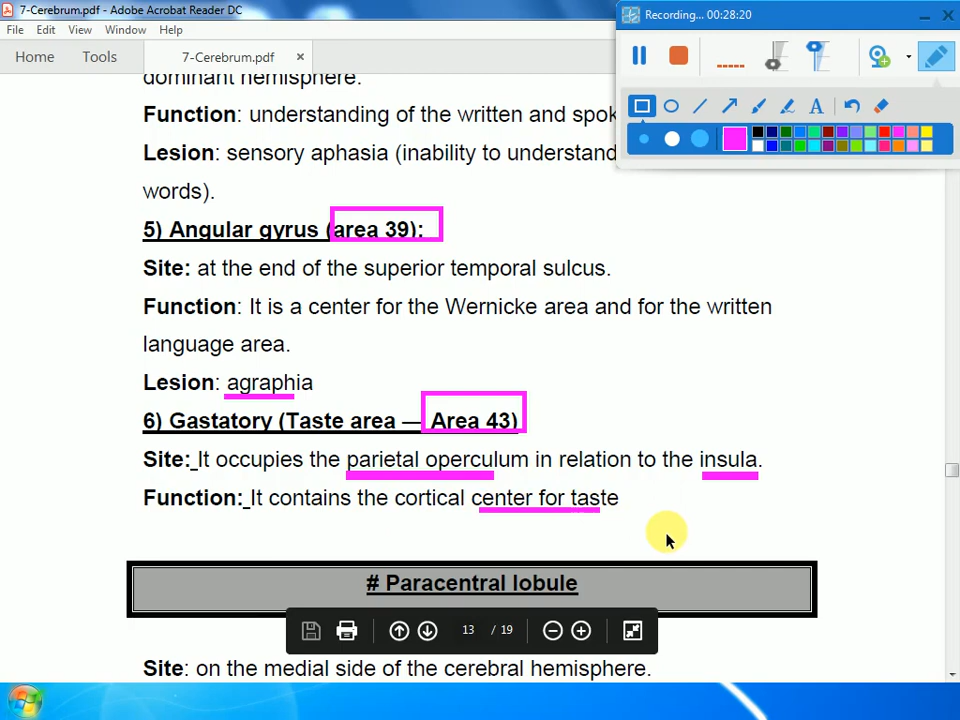 7-Cerebrum.pdf - Adobe Acrobat Reader DC
File Edit View Window Help
Home Tools 7-Cerebrum.pdf ×
Recording... 00:28:20
A
dominant hemisphere.
Function: understanding of the written and spok
Lesion: sensory aphasia (inability to understand
words).
5) Angular gyrus (area 39):
Site: at the end of the superior temporal sulcus.
Function: It is a center for the Wernicke area and for the written
language area.
Lesion: agraphia
6) Gastatory (Taste area — Area 43)
Site: It occupies the parietal operculum in relation to the insula.
Function: It contains the cortical center for taste
# Paracentral lobule
13 / 19
Site: on the medial side of the cerebral hemisphere.